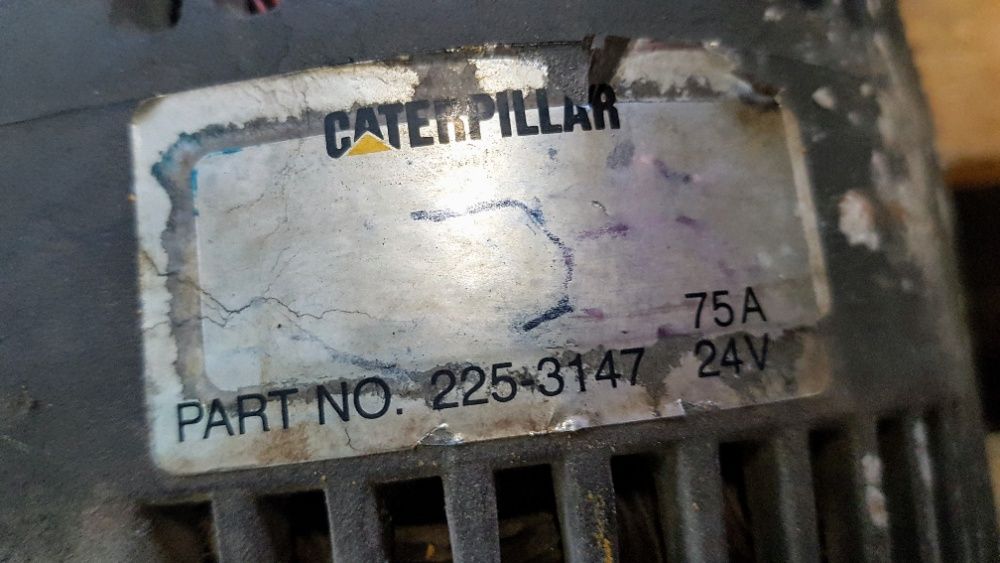 CATERPILLAR
75A
PART NO. 225-3147 24V